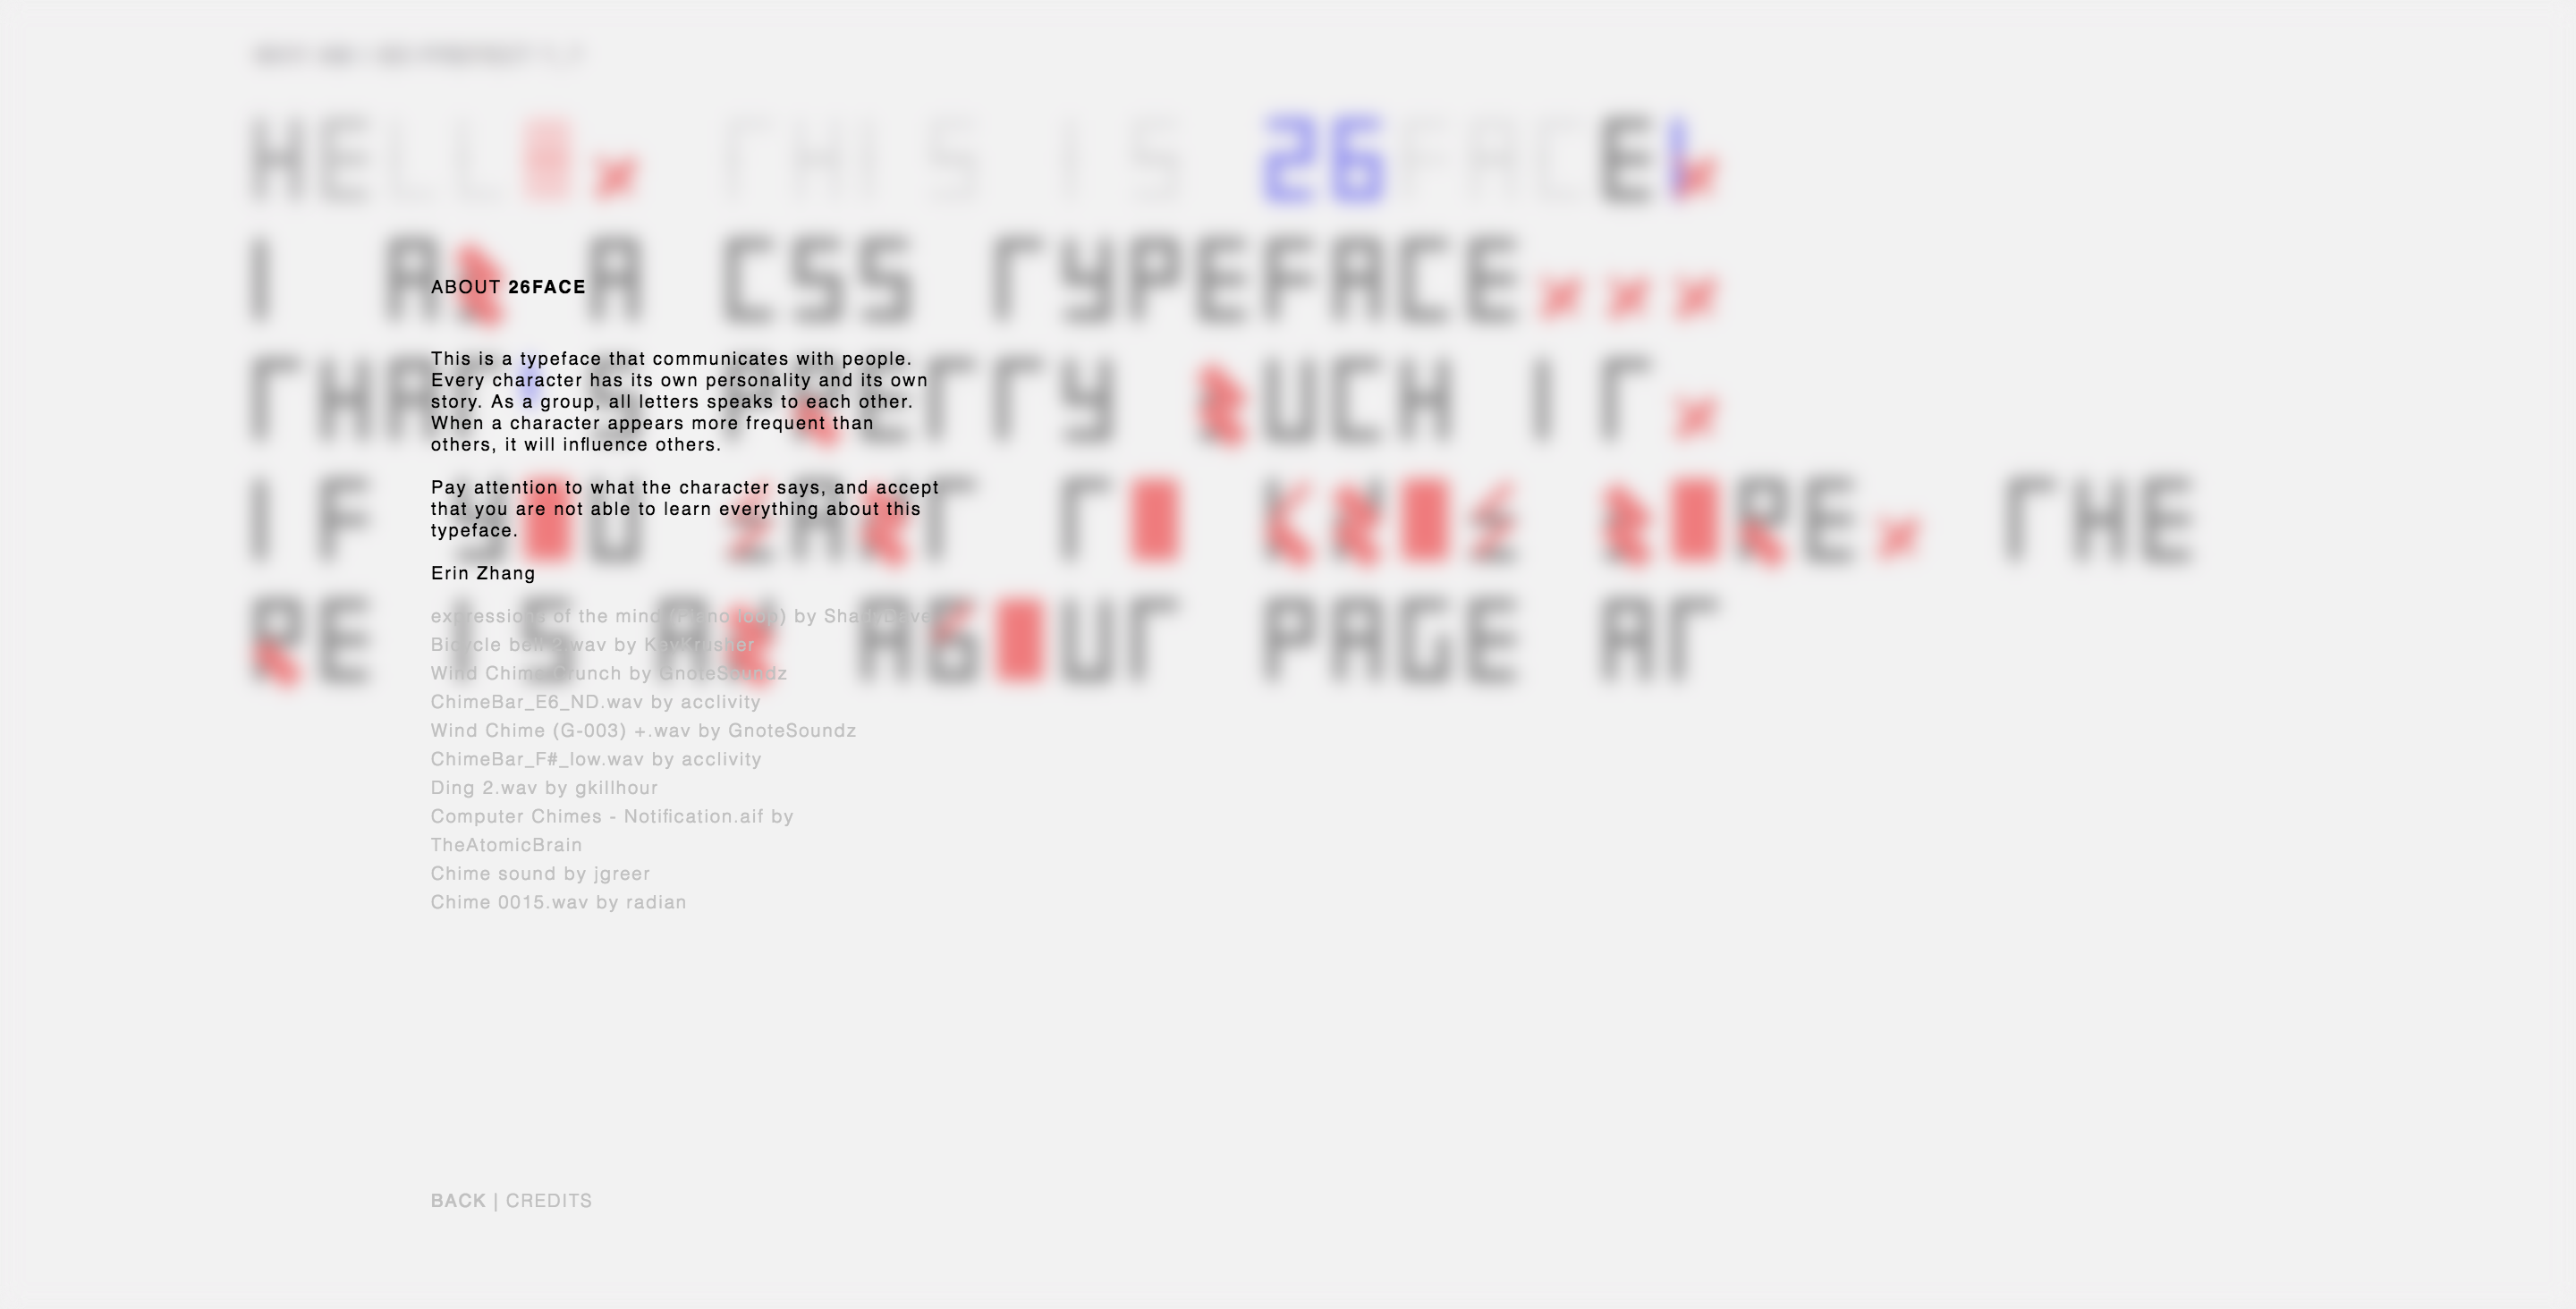 HELLO. THIS IS 26FACE!
I AM A CSS TYPEFACE...
THAT'S PRETTY MUCH IT.
IF YOU WANT TO KNOW MORE, THE
RE IS AN ABOUT PAGE AT
ABOUT 26FACE
This is a typeface that communicates with people.
Every character has its own personality and its own
story. As a group, all letters speaks to each other.
When a character appears more frequent than
others, it will influence others.
Pay attention to what the character says, and accept
that you are not able to learn everything about this
typeface.
Erin Zhang
expressions of the mind (Piano loop) by ShadyDave
Bicycle bell 2.wav by KeyKrusher
Wind Chime Crunch by GnoteSoundz
ChimeBar_E6_ND.wav by acclivity
Wind Chime (G-003) +.wav by GnoteSoundz
ChimeBar_F#_low.wav by acclivity
Ding 2.wav by gkillhour
Computer Chimes - Notification.aif by
TheAtomicBrain
Chime sound by jgreer
Chime 0015.wav by radian
BACK | CREDITS